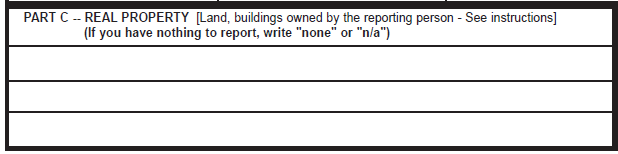 PART C -- REAL PROPERTY [Land, buildings owned by the reporting person - See instructions]
(If you have nothing to report, write "none" or "n/a")